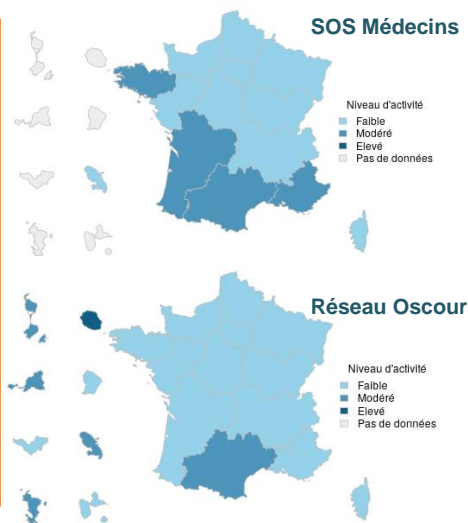 SOS Médecins
Niveau d'activité
Faible
Modéré
Elevé
Pas de données
Réseau Oscour
Niveau d'activité
Faible
Modéré
Elevé
Pas de données